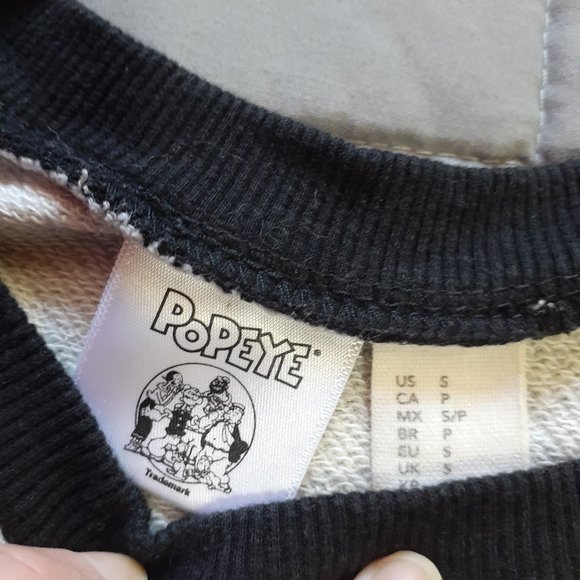 POPEYE®
Trademark
US S
CA P
MX S/P
BR P
EU S
UK S